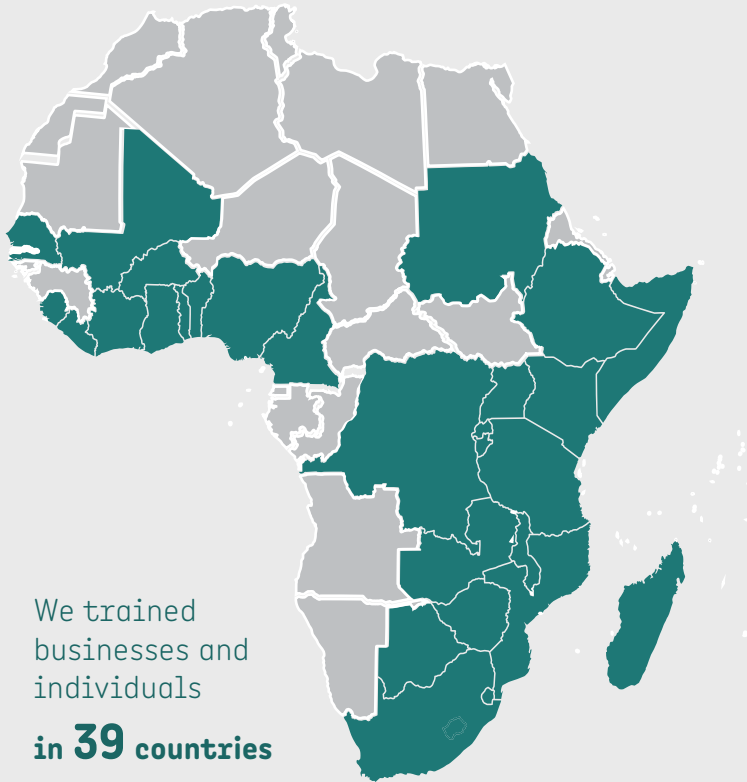 We trained
businesses and
individuals
in 39 countries